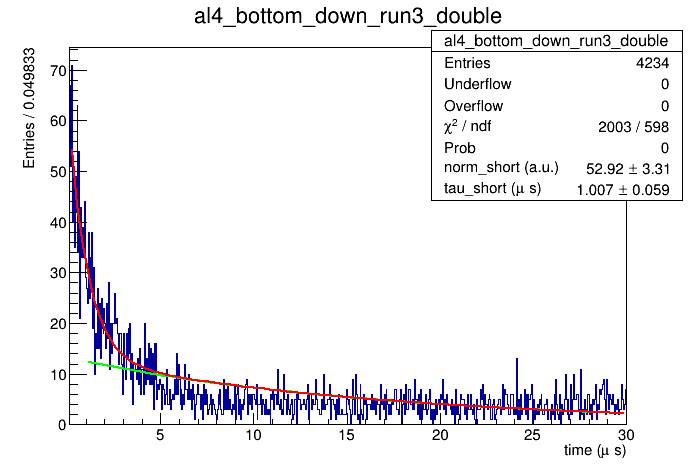 al4_bottom_down_run3_double
al4_bottom_down_run3_double
Entries 4234
Underflow 0
Overflow 0
χ² / ndf 2003 / 598
Prob 0
norm_short (a.u.) 52.92 ± 3.31
tau_short (μ s) 1.007 ± 0.059
Entries / 0.049833
70
60
50
40
30
20
10
0
5 10 15 20 25 30
time (μ s)